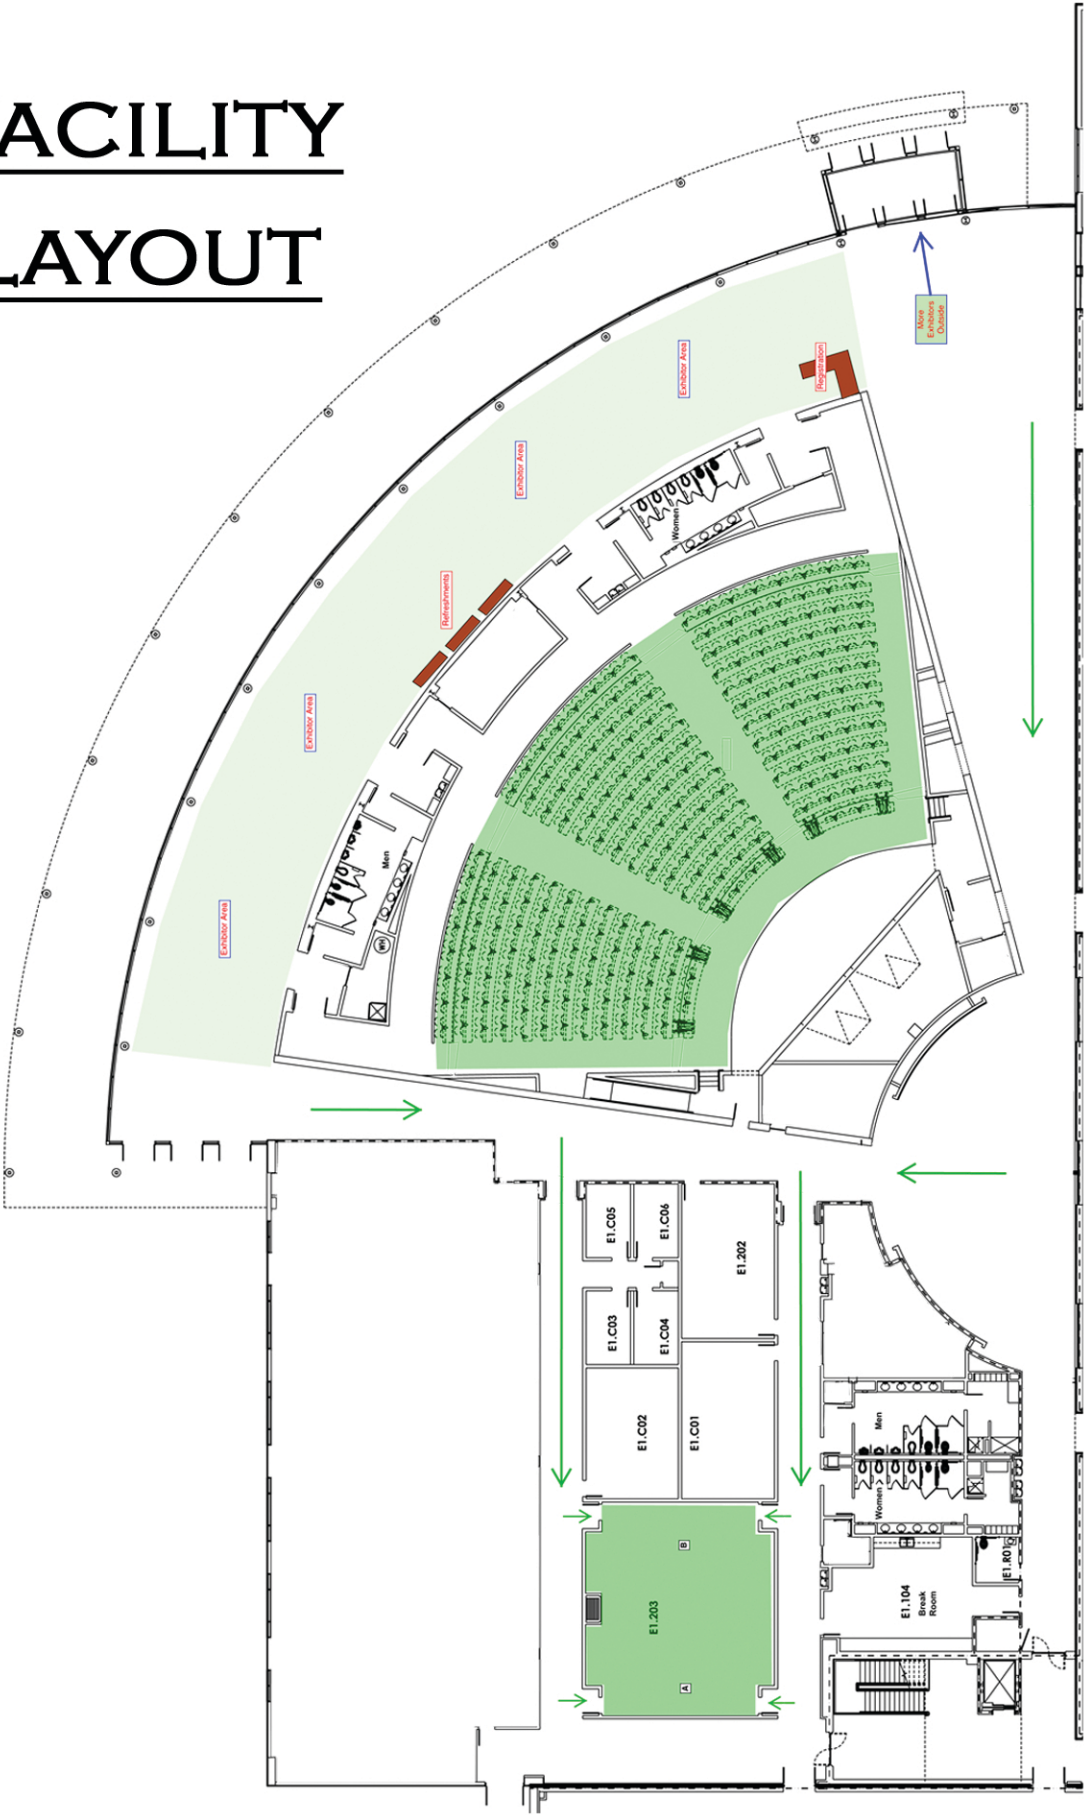 ACILITY
LAYOUT
More
Exhibitors
Outside
Registration
Exhibitor Area
Exhibitor Area
Women
Refreshments
Exhibitor Area
Men
Exhibitor Area
WH
E1.C05
E1.C06
E1.202
E1.C03
E1.C04
E1.C02
E1.C01
Men
Women
B
E1.203
A
E1.R01
E1.104
Break
Room